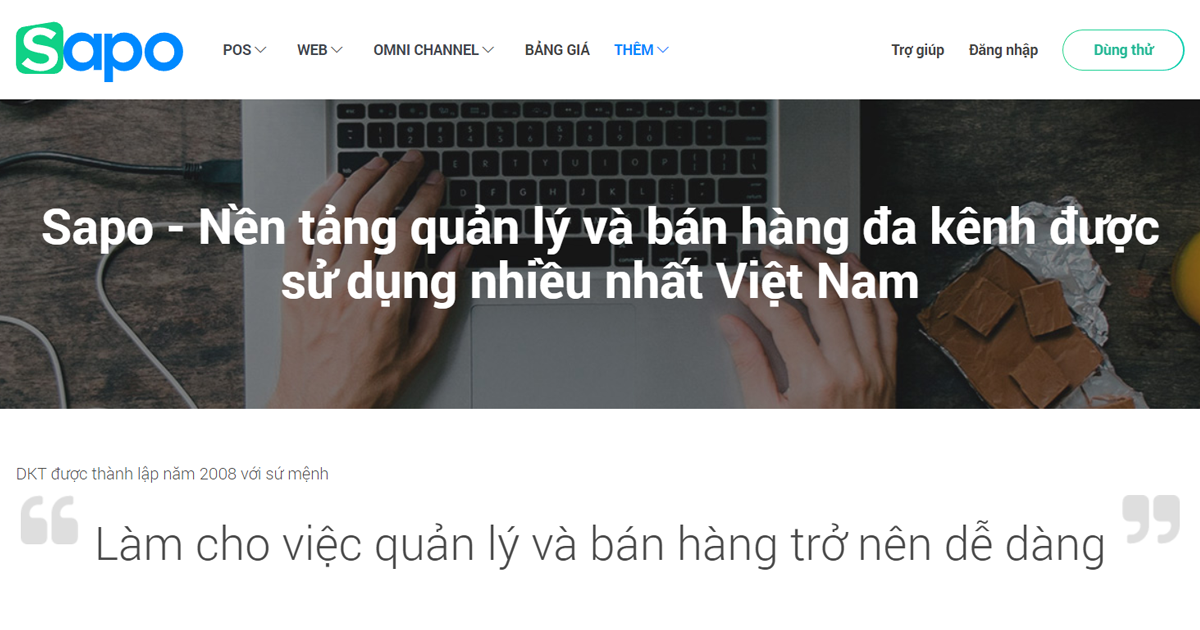 Sapo
POS
WEB
OMNI CHANNEL
BẢNG GIÁ
THÊM
Trợ giúp
Đăng nhập
Dùng thử
Sapo - Nền tảng quản lý và bán hàng đa kênh được
sử dụng nhiều nhất Việt Nam
DKT được thành lập năm 2008 với sứ mệnh
“ Làm cho việc quản lý và bán hàng trở nên dễ dàng ”